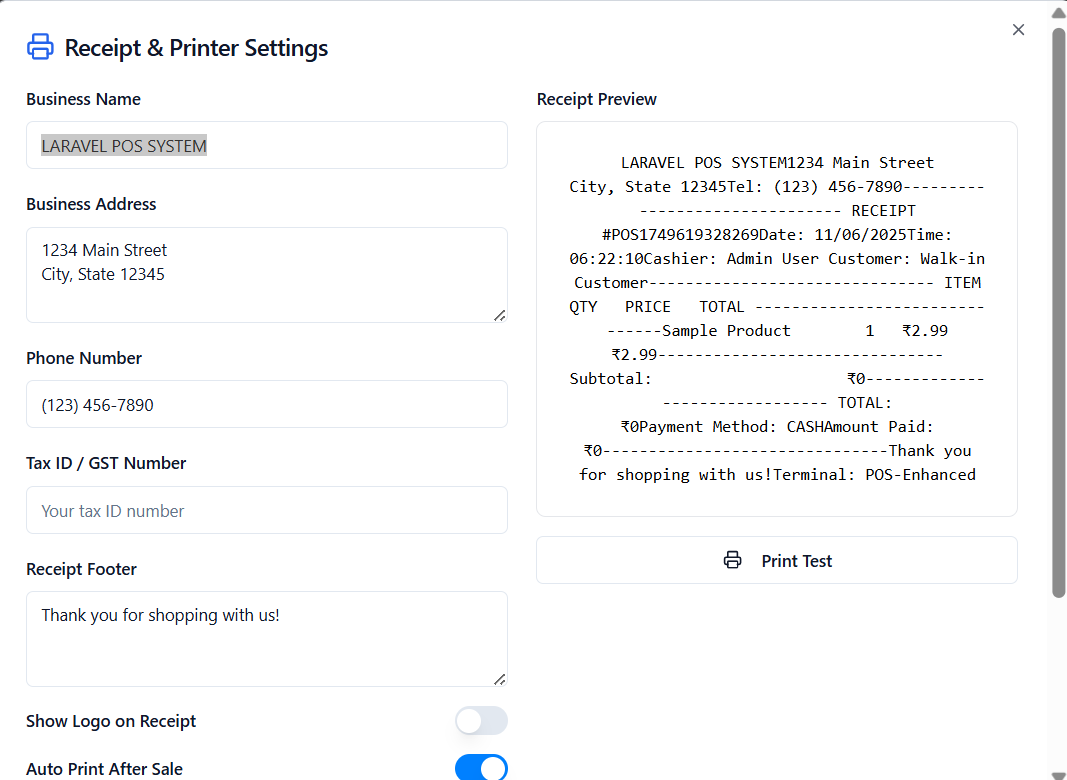 Receipt & Printer Settings
Business Name
LARAVEL POS SYSTEM
Business Address
1234 Main Street
City, State 12345
Phone Number
(123) 456-7890
Tax ID / GST Number
Your tax ID number
Receipt Footer
Thank you for shopping with us!
Show Logo on Receipt
Auto Print After Sale
Receipt Preview
LARAVEL POS SYSTEM1234 Main Street
City, State 12345Tel: (123) 456-7890---------
---------------------- RECEIPT
#POS1749619328269Date: 11/06/2025Time:
06:22:10Cashier: Admin User Customer: Walk-in
Customer------------------------------- ITEM
QTY   PRICE   TOTAL -------------------------
------Sample Product        1   ₹2.99
₹2.99-------------------------------
Subtotal:                     ₹0-------------
------------------ TOTAL:
₹0Payment Method: CASHAmount Paid:
₹0-------------------------------Thank you
for shopping with us!Terminal: POS-Enhanced
Print Test